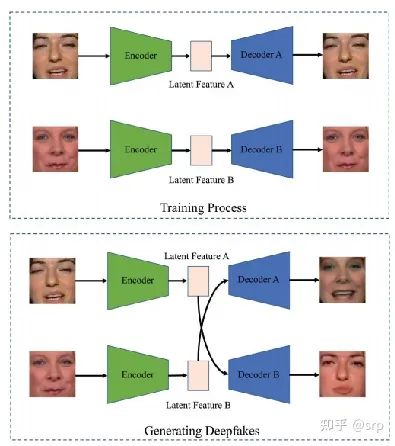 Encoder
Decoder A
Latent Feature A
Encoder
Decoder B
Latent Feature B
Training Process
Latent Feature A
Encoder
Decoder A
Encoder
Decoder B
Latent Feature B
Generating Deepfakes
知乎 @srp